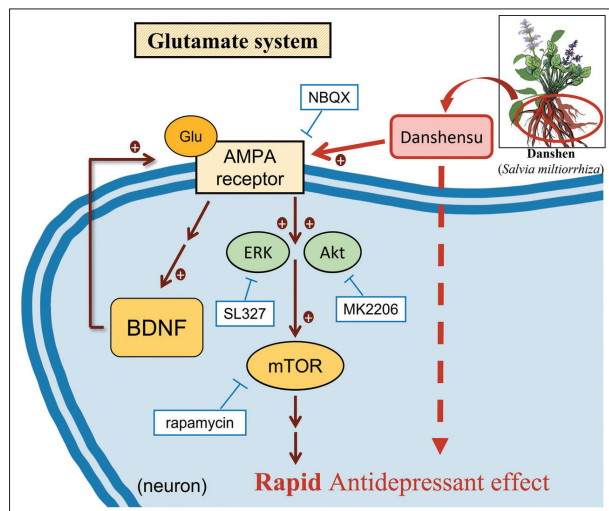 Glutamate system
NBQX
Glu
Danshensu
Danshen
(Salvia miltiorrhiza)
AMPA
receptor
ERK
Akt
SL327
MK2206
BDNF
mTOR
rapamycin
(neuron)
Rapid Antidepressant effect